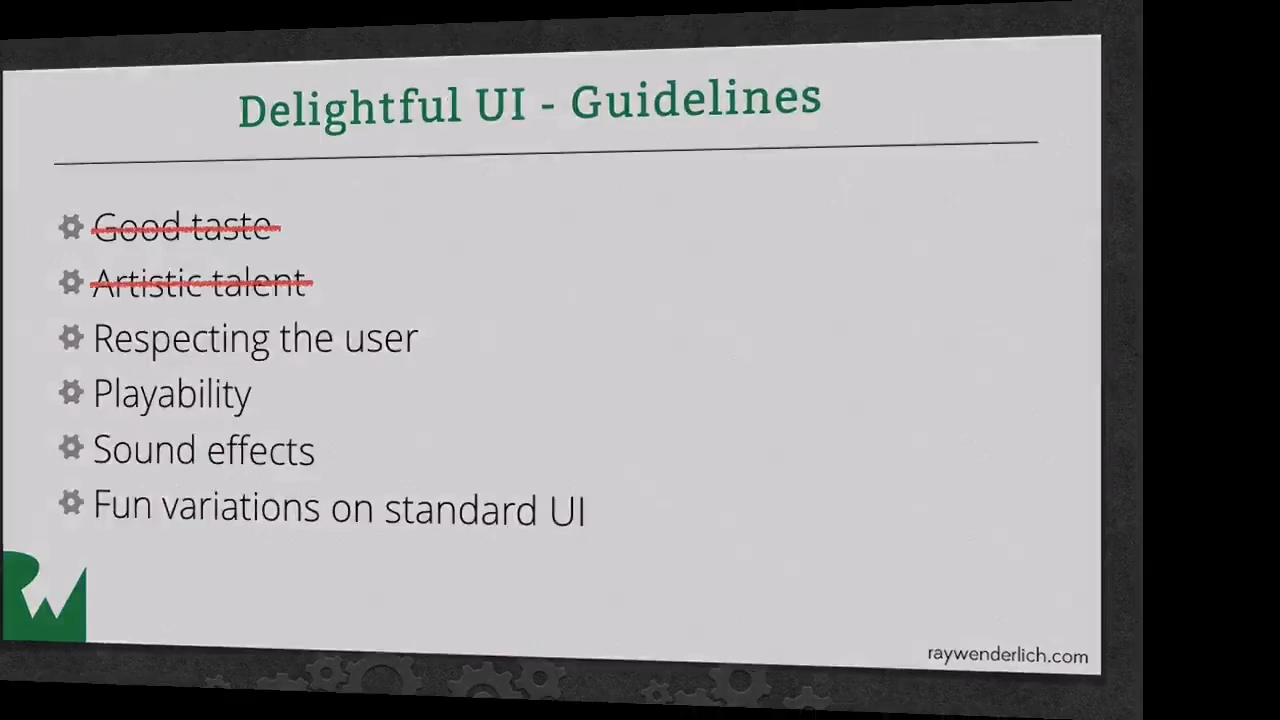 Delightful UI - Guidelines
Good taste
Artistic talent
Respecting the user
Playability
Sound effects
Fun variations on standard UI
RW
raywenderlich.com